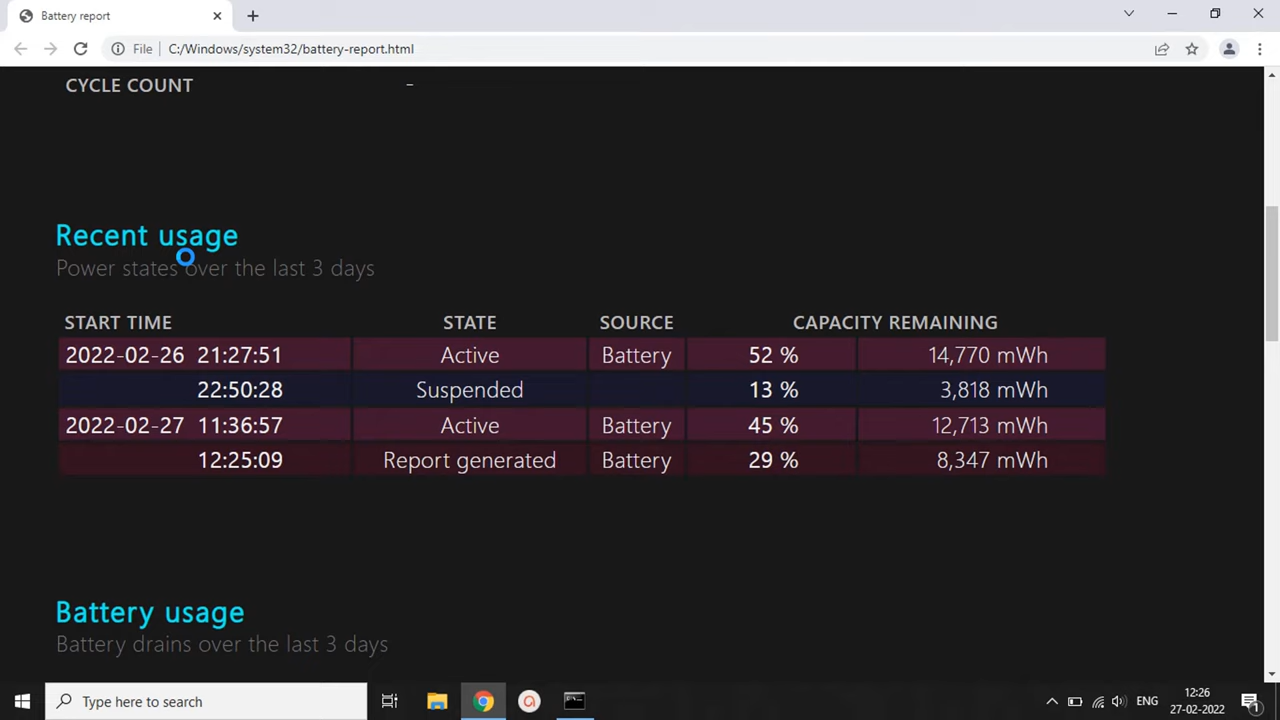 Battery report
File C:/Windows/system32/battery-report.html
CYCLE COUNT -
Recent usage
Power states over the last 3 days
START TIME STATE SOURCE CAPACITY REMAINING
2022-02-26 21:27:51 Active Battery 52 % 14,770 mWh
22:50:28 Suspended 13 % 3,818 mWh
2022-02-27 11:36:57 Active Battery 45 % 12,713 mWh
12:25:09 Report generated Battery 29 % 8,347 mWh
Battery usage
Battery drains over the last 3 days
Type here to search
ENG
12:26
27-02-2022
1